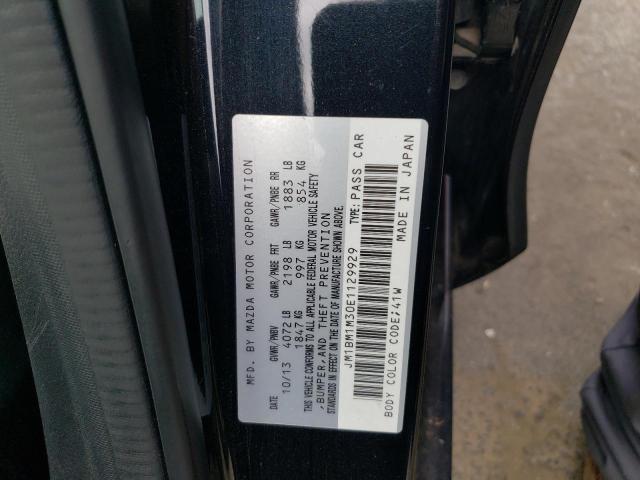 MFD. BY MAZDA MOTOR CORPORATION
DATE GVWR/PNBV GAWR/PNBE FRT GAWR/PNBE RR
10/13 4072 LB 2198 LB 1883 LB
1847 KG 997 KG 854 KG
THIS VEHICLE CONFORMS TO ALL APPLICABLE FEDERAL MOTOR VEHICLE SAFETY
,BUMPER,AND THEFT PREVENTION
STANDARDS IN EFFECT ON THE DATE OF MANUFACTURE SHOWN ABOVE.
JM1BM1M30E1129929 TYPE: PASS CAR
BODY COLOR CODE;41W MADE IN JAPAN